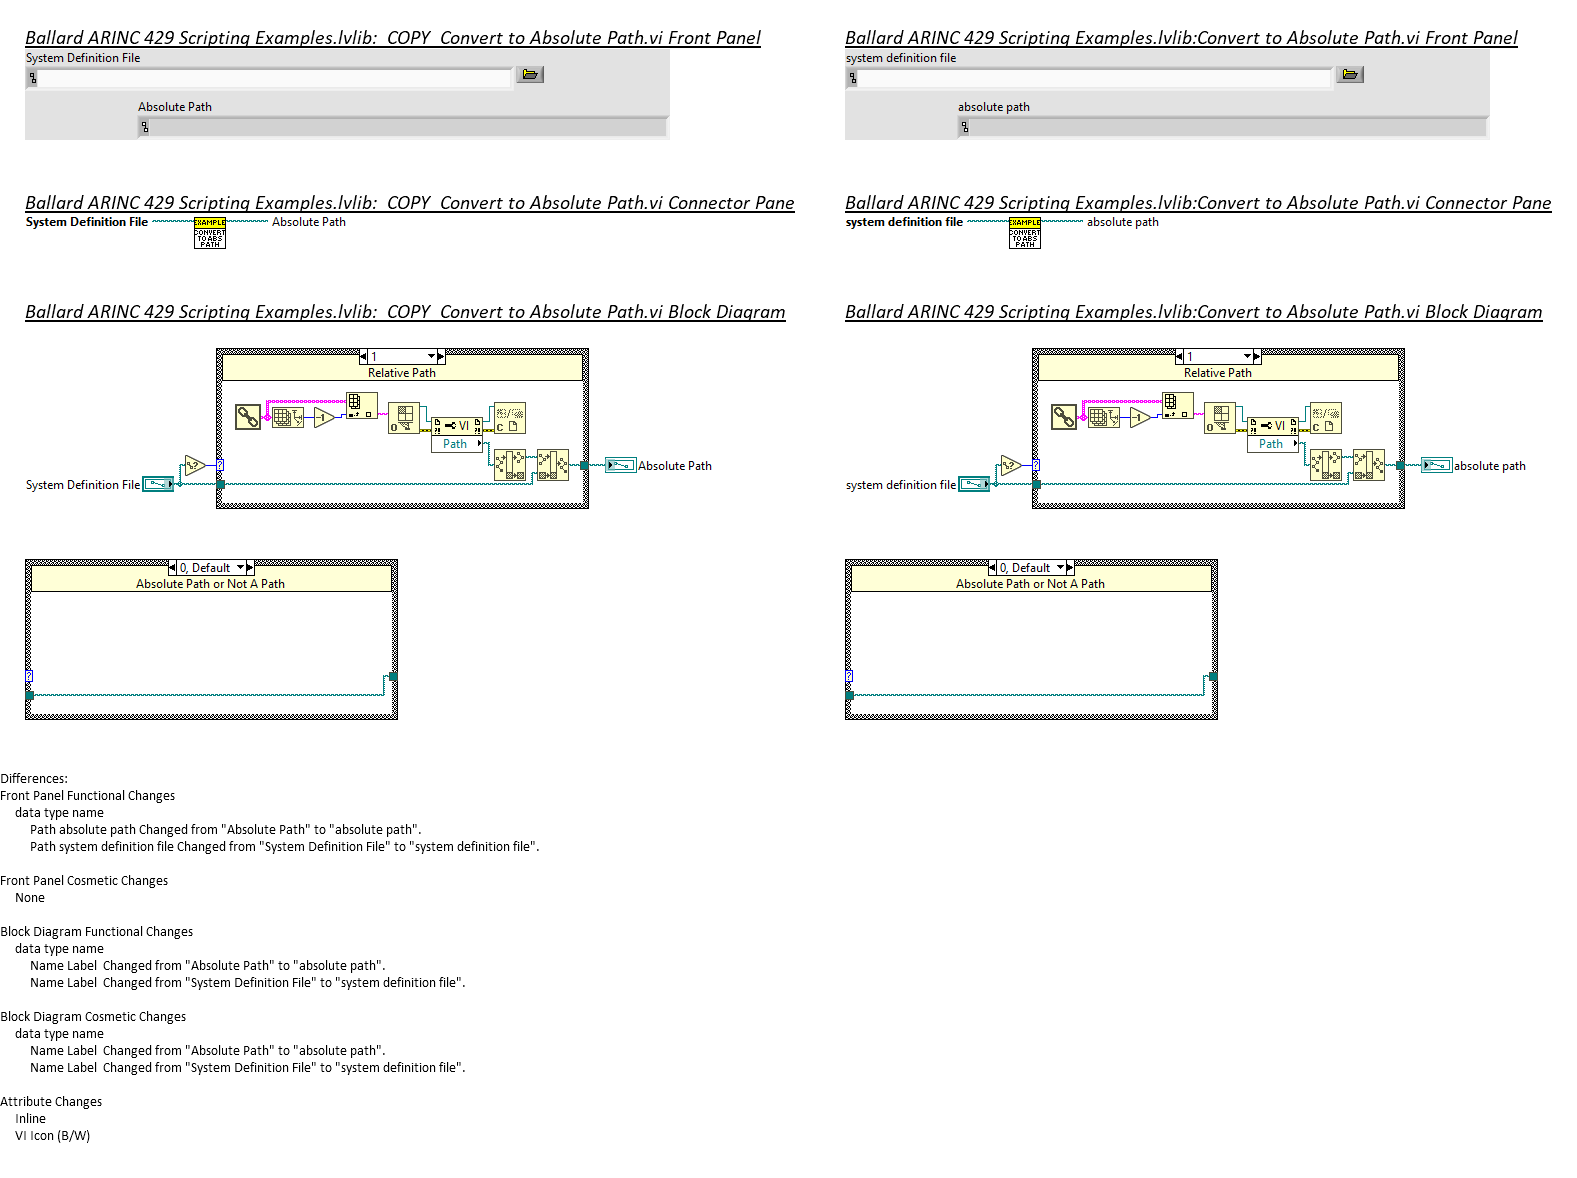 Ballard ARINC 429 Scripting Examples.lvlib:_COPY_Convert to Absolute Path.vi Front Panel
System Definition File
Absolute Path
Ballard ARINC 429 Scripting Examples.lvlib:Convert to Absolute Path.vi Front Panel
system definition file
absolute path
Ballard ARINC 429 Scripting Examples.lvlib:_COPY_Convert to Absolute Path.vi Connector Pane
System Definition File
EXAMPLE
CONVERT
TO ABS
PATH
Absolute Path
Ballard ARINC 429 Scripting Examples.lvlib:Convert to Absolute Path.vi Connector Pane
system definition file
EXAMPLE
CONVERT
TO ABS
PATH
absolute path
Ballard ARINC 429 Scripting Examples.lvlib:_COPY_Convert to Absolute Path.vi Block Diagram
1
Relative Path
-1
O
VI
C
Path
?
?
System Definition File
Absolute Path
0, Default
Absolute Path or Not A Path
?
Ballard ARINC 429 Scripting Examples.lvlib:Convert to Absolute Path.vi Block Diagram
1
Relative Path
-1
O
VI
C
Path
?
?
system definition file
absolute path
0, Default
Absolute Path or Not A Path
?
Differences:
Front Panel Functional Changes
data type name
Path absolute path Changed from "Absolute Path" to "absolute path".
Path system definition file Changed from "System Definition File" to "system definition file".
Front Panel Cosmetic Changes
None
Block Diagram Functional Changes
data type name
Name Label  Changed from "Absolute Path" to "absolute path".
Name Label  Changed from "System Definition File" to "system definition file".
Block Diagram Cosmetic Changes
data type name
Name Label  Changed from "Absolute Path" to "absolute path".
Name Label  Changed from "System Definition File" to "system definition file".
Attribute Changes
Inline
VI Icon (B/W)